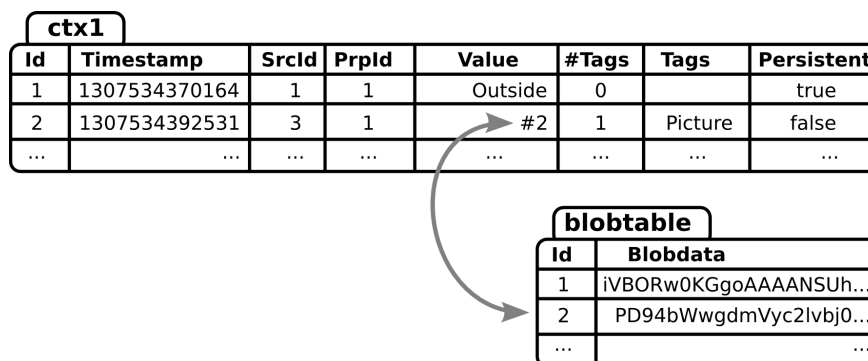 ctx1
Id Timestamp SrcId PrpId Value #Tags Tags Persistent
1 1307534370164 1 1 Outside 0 true
2 1307534392531 3 1 #2 1 Picture false
... ... ... ... ... ... ... ...
blobtable
Id Blobdata
1 iVBORw0KGgoAAAANSUh...
2 PD94bWwgdmVyc2lvbj0...
... ...